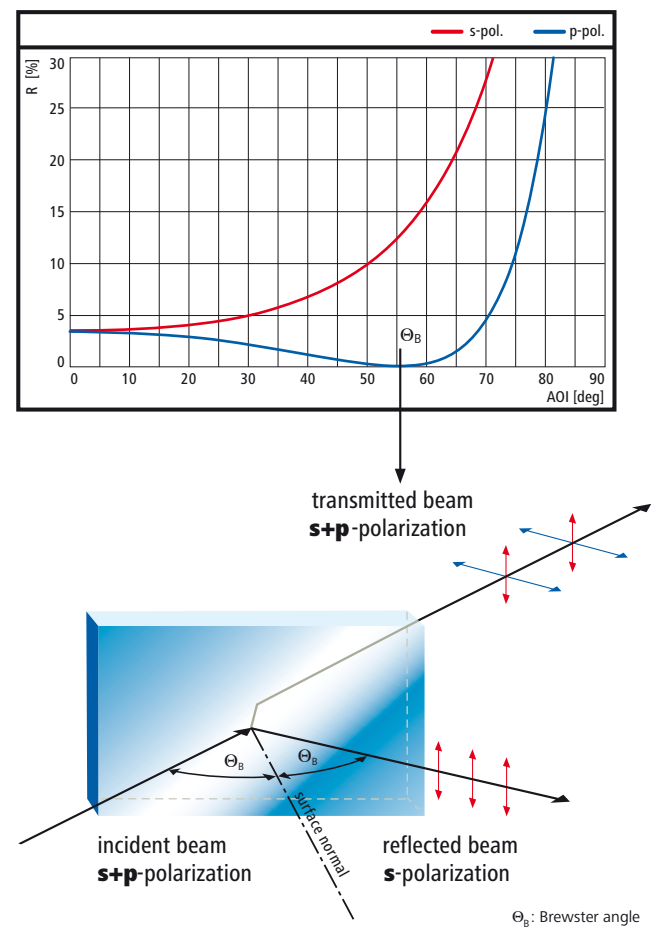 s-pol. p-pol.
R [%]
30
25
20
15
10
5
0
ΘB
0 10 20 30 40 50 60 70 80 90
AOI [deg]
transmitted beam
s+p-polarization
ΘB ΘB
surface normal
incident beam
s+p-polarization
reflected beam
s-polarization
ΘB: Brewster angle